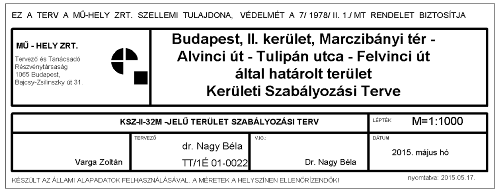 EZ A TERV A MŰ-HELY ZRT. SZELLEMI TULAJDONA, VÉDELMÉT A 7/ 1978/ II. 1./ MT RENDELET BIZTOSÍTJA
MŰ - HELY ZRT.
Tervező és Tanácsadó
Részvénytársaság
1065 Budapest,
Bajcsy-Zsilinszky út 31
Budapest, II. kerület, Marczibányi tér -
Alvinci út - Tulipán utca - Felvinci út
által határolt terület
Kerületi Szabályozási Terve
KSZ-II-32M -JELŰ TERÜLET SZABÁLYOZÁSI TERV
LÉPTÉK
M=1:1000
TERVEZŐ
Varga Zoltán
dr. Nagy Béla
TT/1É 01-0022
V.IG.:
Dr. Nagy Béla
DÁTUM
2015. május hó
KÉSZÜLT AZ ÁLLAMI ALAPADATOK FELHASZNÁLÁSÁVAL. A MÉRETEK A HELYSZÍNEN ELLENŐRIZENDŐK!
nyomtatva: 2015.05.17.